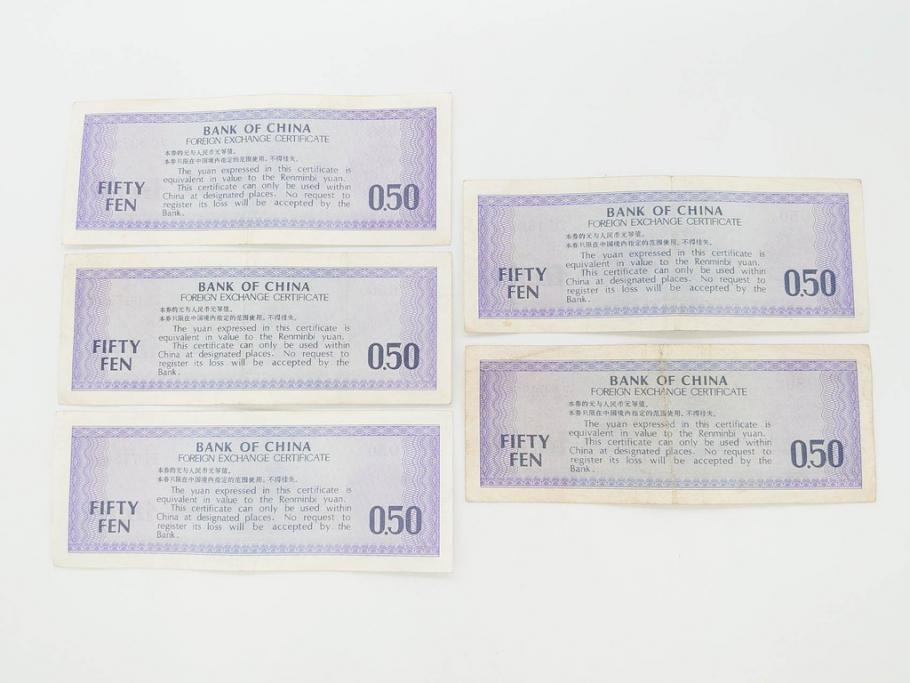 BANK OF CHINA
FOREIGN EXCHANGE CERTIFICATE
本券的元与人民币元等值。
本券只限在中国境内指定的范围使用，不得挂失。
The yuan expressed in this certificate is
equivalent in value to the Renminbi yuan.
This certificate can only be used within
China at designated places. No request to
register its loss will be accepted by the
Bank.
FIFTY
FEN
0.50
BANK OF CHINA
FOREIGN EXCHANGE CERTIFICATE
本券的元与人民币元等值。
本券只限在中国境内指定的范围使用，不得挂失。
The yuan expressed in this certificate is
equivalent in value to the Renminbi yuan.
This certificate can only be used within
China at designated places. No request to
register its loss will be accepted by the
Bank.
FIFTY
FEN
0.50
BANK OF CHINA
FOREIGN EXCHANGE CERTIFICATE
本券的元与人民币元等值。
本券只限在中国境内指定的范围使用，不得挂失。
The yuan expressed in this certificate is
equivalent in value to the Renminbi yuan.
This certificate can only be used within
China at designated places. No request to
register its loss will be accepted by the
Bank.
FIFTY
FEN
0.50
BANK OF CHINA
FOREIGN EXCHANGE CERTIFICATE
本券的元与人民币元等值。
本券只限在中国境内指定的范围使用，不得挂失。
The yuan expressed in this certificate is
equivalent in value to the Renminbi yuan.
This certificate can only be used within
China at designated places. No request to
register its loss will be accepted by the
Bank.
FIFTY
FEN
0.50
BANK OF CHINA
FOREIGN EXCHANGE CERTIFICATE
本券的元与人民币元等值。
本券只限在中国境内指定的范围使用，不得挂失。
The yuan expressed in this certificate is
equivalent in value to the Renminbi yuan.
This certificate can only be used within
China at designated places. No request to
register its loss will be accepted by the
Bank.
FIFTY
FEN
0.50